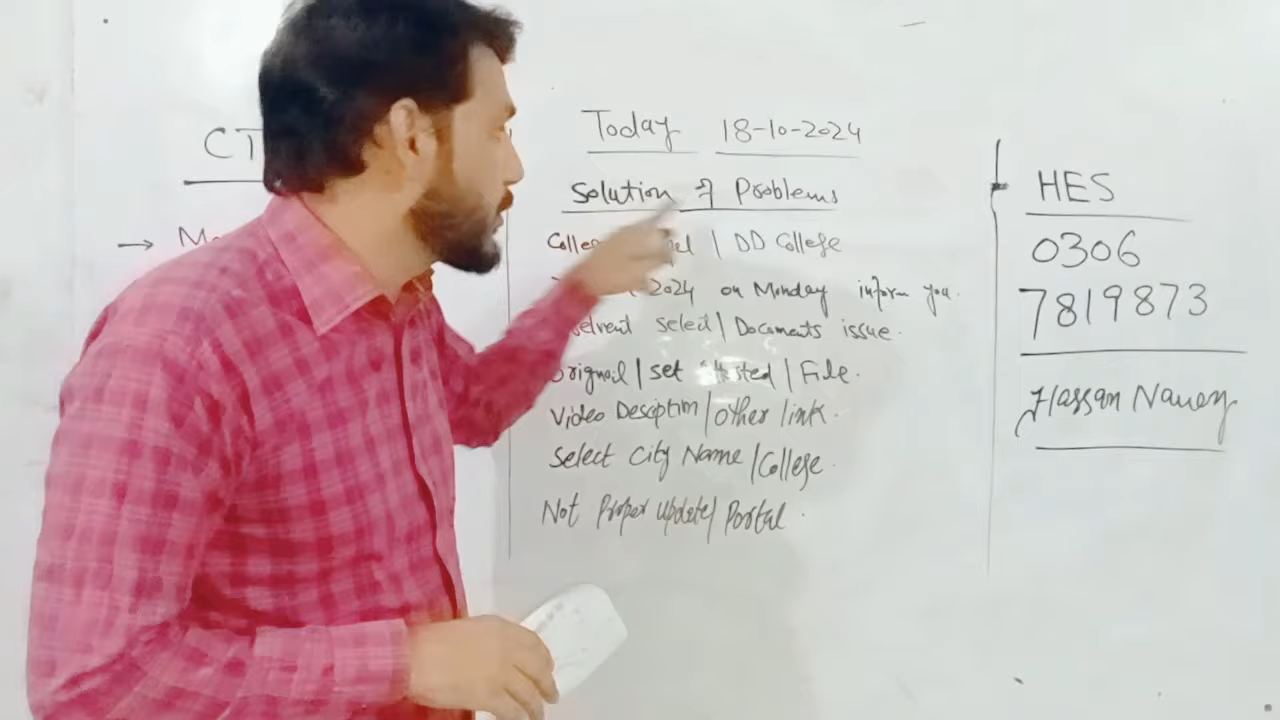 CT
Today 18-10-2024
Solution of Problems
| DD College
2024 on Monday inform you.
select / Documents issue.
/ set / File.
Video Desciption / other link.
Select City Name / College.
Not Proper update / Portal.
HES
0306
7819873
Hassan